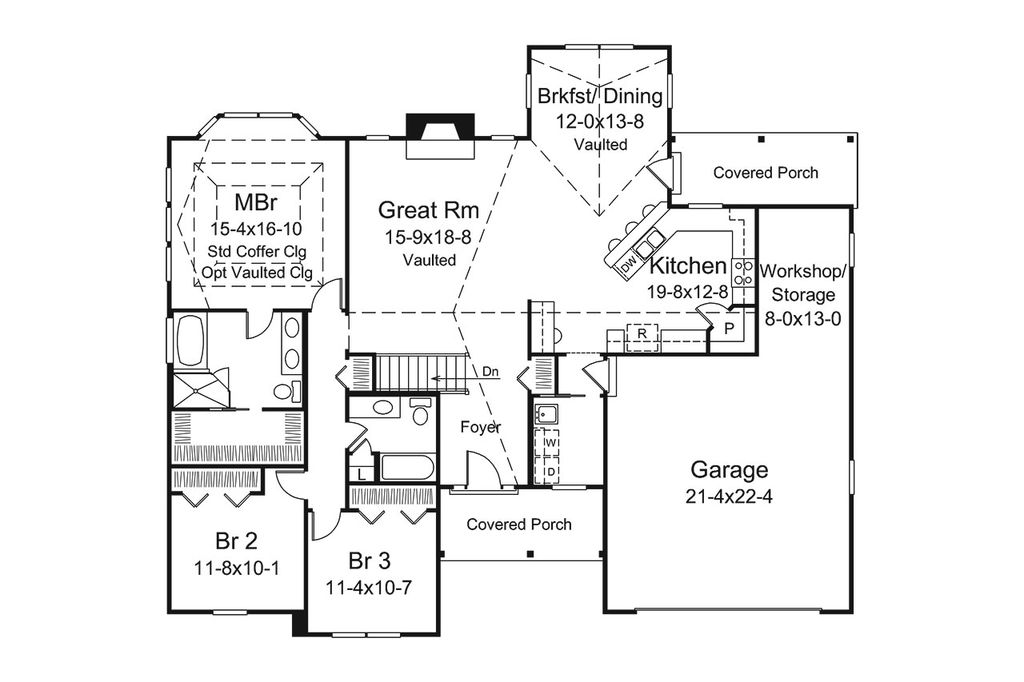 Brkfst/ Dining
12-0x13-8
Vaulted
Covered Porch
MBr
15-4x16-10
Std Coffer Clg
Opt Vaulted Clg
Great Rm
15-9x18-8
Vaulted
DW
Kitchen
19-8x12-8
Workshop/
Storage
8-0x13-0
R
P
Dn
Foyer
W
D
L
Garage
21-4x22-4
Covered Porch
Br 2
11-8x10-1
Br 3
11-4x10-7